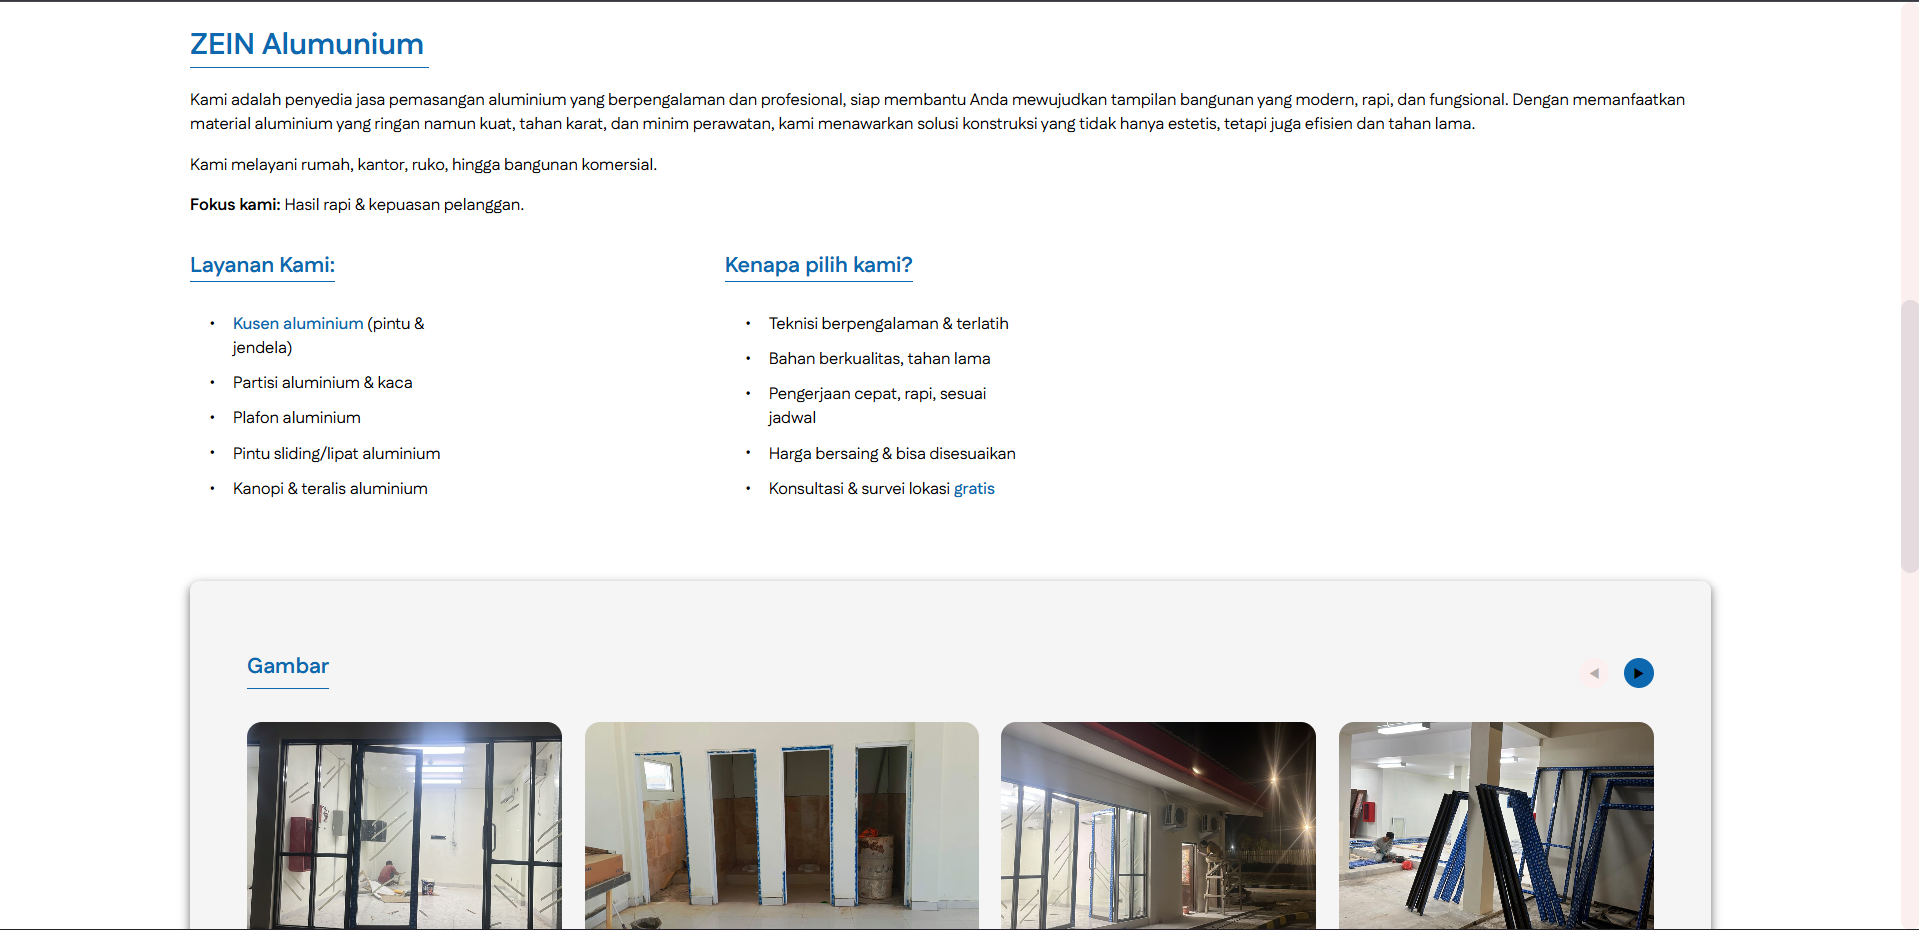 ZEIN Alumunium
Kami adalah penyedia jasa pemasangan aluminium yang berpengalaman dan profesional, siap membantu Anda mewujudkan tampilan bangunan yang modern, rapi, dan fungsional. Dengan memanfaatkan
material aluminium yang ringan namun kuat, tahan karat, dan minim perawatan, kami menawarkan solusi konstruksi yang tidak hanya estetis, tetapi juga efisien dan tahan lama.
Kami melayani rumah, kantor, ruko, hingga bangunan komersial.
Fokus kami: Hasil rapi & kepuasan pelanggan.
Layanan Kami:
• Kusen aluminium (pintu &
jendela)
• Partisi aluminium & kaca
• Plafon aluminium
• Pintu sliding/lipat aluminium
• Kanopi & teralis aluminium
Kenapa pilih kami?
• Teknisi berpengalaman & terlatih
• Bahan berkualitas, tahan lama
• Pengerjaan cepat, rapi, sesuai
jadwal
• Harga bersaing & bisa disesuaikan
• Konsultasi & survei lokasi gratis
Gambar